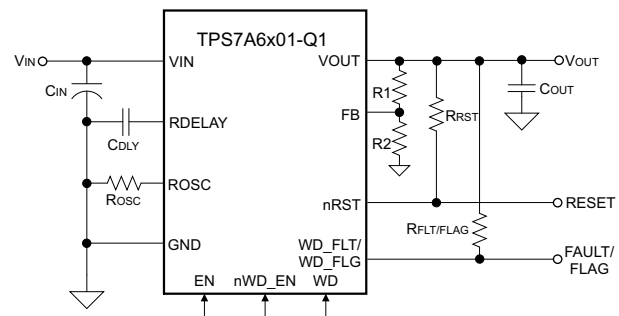 TPS7A6x01-Q1
VIN
VIN
VOUT
VOUT
CIN
R1
COUT
FB
RRST
RDELAY
CDLY
R2
ROSC
ROSC
nRST
RESET
RFLT/FLAG
GND
WD_FLT/
WD_FLG
FAULT/
FLAG
EN
nWD_EN
WD